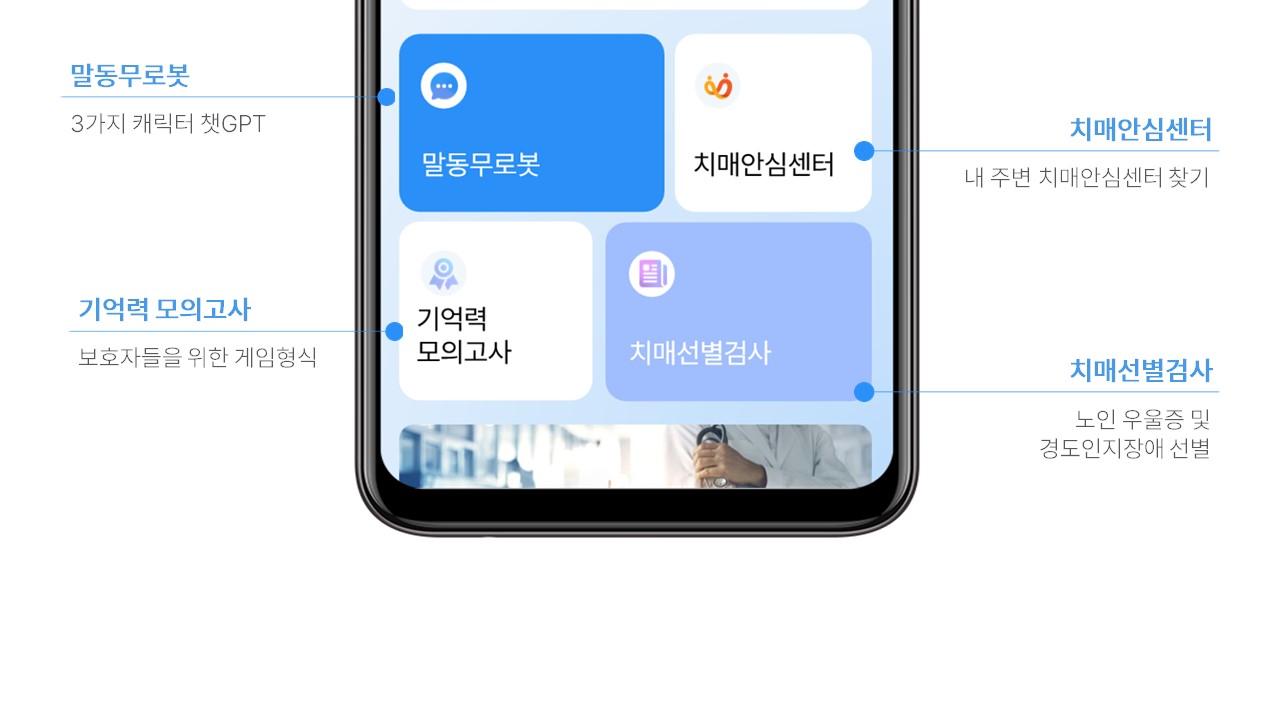 말동무로봇
3가지 캐릭터 챗GPT
말동무로봇
치매안심센터
치매안심센터
내 주변 치매안심센터 찾기
기억력 모의고사
보호자들을 위한 게임형식
기억력
모의고사
치매선별검사
치매선별검사
노인 우울증 및
경도인지장애 선별